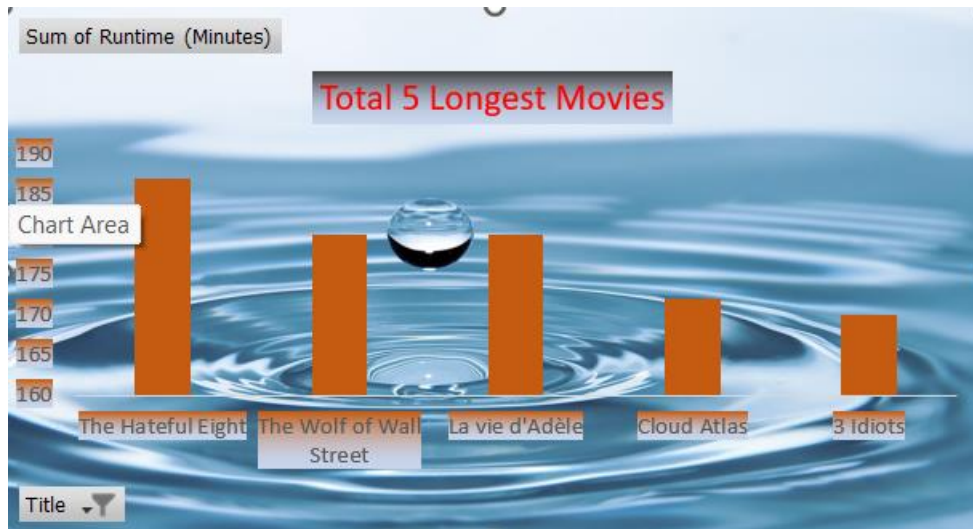 Sum of Runtime (Minutes)
Total 5 Longest Movies
190
185
Chart Area
175
170
165
160
The Hateful Eight
The Wolf of Wall
Street
La vie d'Adèle
Cloud Atlas
3 Idiots
Title